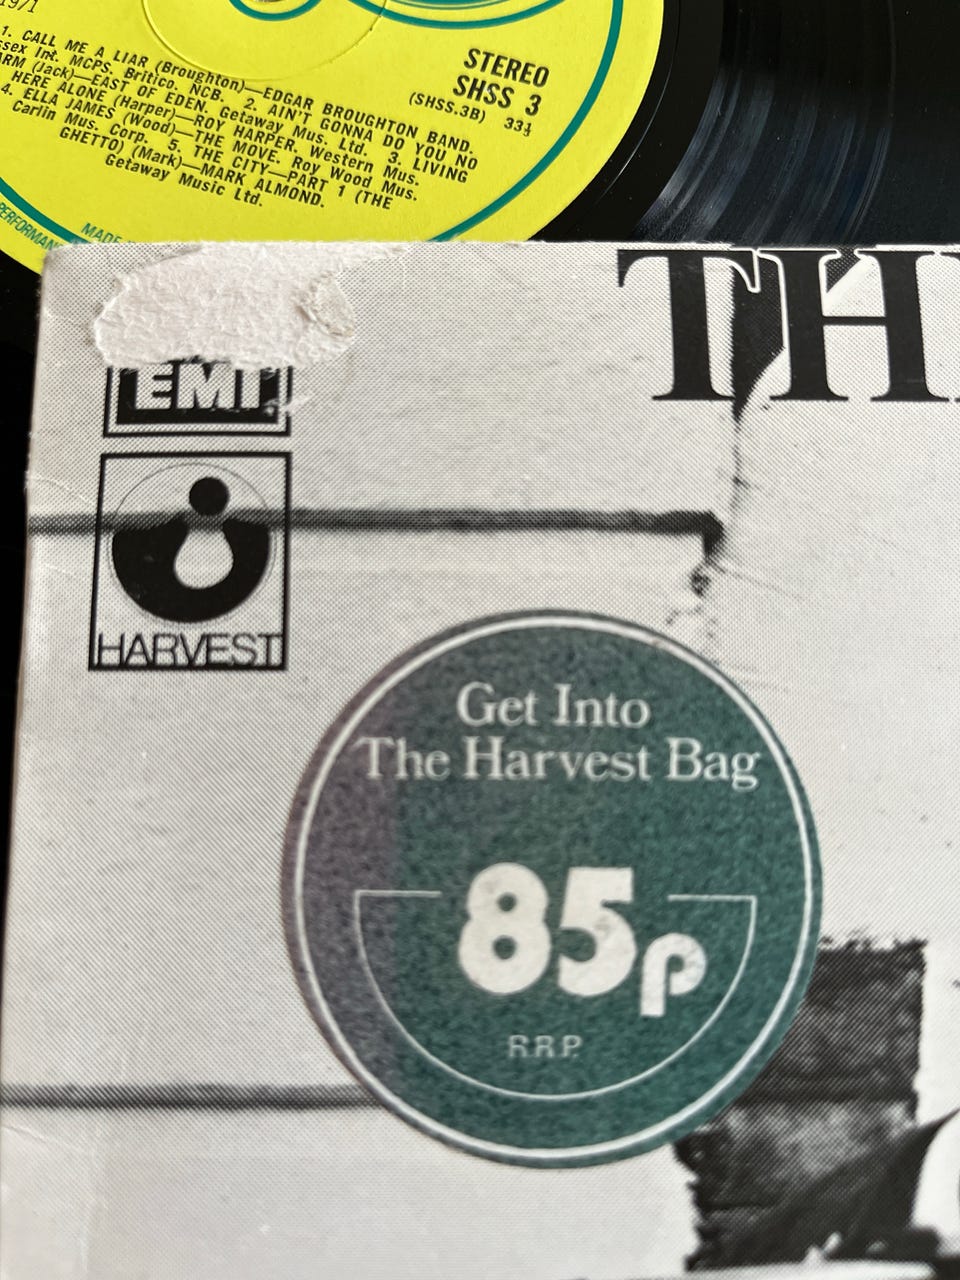 1971
1. CALL ME A LIAR (Broughton)—EDGAR BROUGHTON BAND.
Essex Int. MCPS. Britico. NCB. 2. AIN'T GONNA DO YOU NO
HARM (Jack)—EAST OF EDEN. Getaway Mus. Ltd. 3. LIVING
HERE ALONE (Harper)—ROY HARPER. Western Mus.
4. ELLA JAMES (Wood)—THE MOVE. Roy Wood Mus.
Carlin Mus. Corp. 5. THE CITY—PART 1 (THE
GHETTO) (Mark)—MARK ALMOND.
Getaway Music Ltd.
STEREO
SHSS 3
(SHSS.3B) 33⅓
MADE
EMI
HARVEST
TH
Get Into
The Harvest Bag
85p
R.R.P.